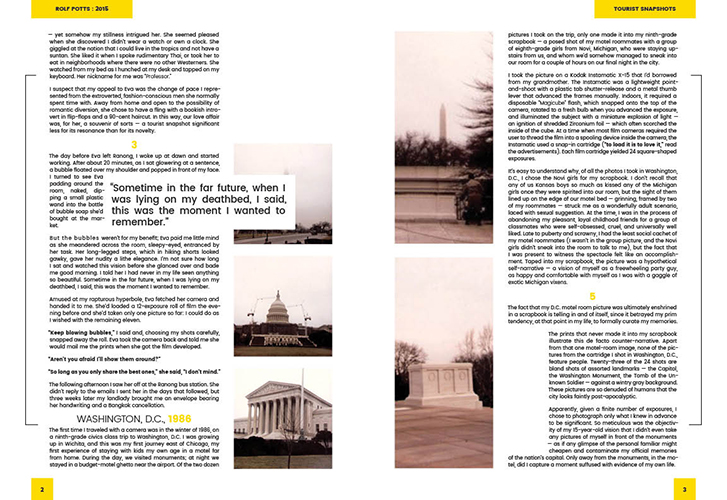 ROLF POTTS : 2015
— yet somehow my stillness intrigued her. She seemed pleased
when she discovered I didn't wear a watch or own a clock. She
giggled at the notion that I could live in the tropics and not have a
suntan. She liked it when I spoke rudimentary Thai, or took her to
eat in neighborhoods where there were no other Westerners. She
watched from my bed as I hunched at my desk and tapped on my
keyboard. Her nickname for me was "Professor."
I suspect that my appeal to Eva was the change of pace I repre-
sented from the extroverted, fashion-conscious men she normally
spent time with. Away from home and open to the possibility of
romantic diversion, she chose to have a fling with a bookish intro-
vert in flip-flops and a 90-cent haircut. In this way, our love affair
was, for her, a souvenir of sorts — a tourist snapshot significant
less for its resonance than for its novelty.
3
The day before Eva left Ranong, I woke up at dawn and started
working. After about 20 minutes, as I sat glowering at a sentence,
a bubble floated over my shoulder and popped in front of my face.
I turned to see Eva
padding around the
room, naked, dip-
ping a small plastic
wand into the bottle
of bubble soap she'd
bought at the mar-
ket.
"Sometime in the far future, when I
was lying on my deathbed, I said,
this was the moment I wanted to
remember."
But the bubbles weren't for my benefit; Eva paid me little mind
as she meandered across the room, sleepy-eyed, entranced by
her task. Her long-legged steps, which in hiking shorts looked
gawky, gave her nudity a lithe elegance. I'm not sure how long
I sat and watched this vision before she glanced over and bade
me good morning. I told her I had never in my life seen anything
so beautiful. Sometime in the far future, when I was lying on my
deathbed, I said, this was the moment I wanted to remember.
Amused at my rapturous hyperbole, Eva fetched her camera and
handed it to me. She'd loaded a 12-exposure roll of film the eve-
ning before and she'd taken only one picture so far: I could do as
I wished with the remaining eleven.
"Keep blowing bubbles," I said and, choosing my shots carefully,
snapped away the roll. Eva took the camera back and told me she
would mail me the prints when she got the film developed.
"Aren't you afraid I'll show them around?"
"So long as you only share the best ones," she said, "I don't mind."
The following afternoon I saw her off at the Ranong bus station. She
didn't reply to the emails I sent her in the days that followed, but
three weeks later my landlady brought me an envelope bearing
her handwriting and a Bangkok cancellation.
WASHINGTON, D.C., 1986
The first time I traveled with a camera was in the winter of 1986, on
a ninth-grade civics class trip to Washington, D.C. I was growing
up in Wichita, and this was my first journey east of Chicago, my
first experience of staying with kids my own age in a motel far
from home. During the day, we visited monuments; at night we
stayed in a budget-motel ghetto near the airport. Of the two dozen
2
TOURIST SNAPSHOTS
pictures I took on the trip, only one made it into my ninth-grade
scrapbook — a posed shot of my motel roommates with a group
of eighth-grade girls from Novi, Michigan, who were staying up-
stairs from us, and whom we'd somehow managed to sneak into
our room for a couple of hours on our final night in the city.
I took the picture on a Kodak Instamatic X-15 that I'd borrowed
from my grandmother. The Instamatic was a lightweight point-
and-shoot with a plastic tab shutter-release and a metal thumb
lever that advanced the frames manually. Indoors, it required a
disposable "Magicube" flash, which snapped onto the top of the
camera, rotated to a fresh bulb when you advanced the exposure,
and illuminated the subject with a miniature explosion of light —
an ignition of shredded zirconium foil — which often scorched the
inside of the cube. At a time when most film cameras required the
user to thread the film into a spooling device inside the camera, the
Instamatic used a snap-in cartridge ("to load it is to love it," read
the advertisements). Each film cartridge yielded 24 square-shaped
exposures.
It's easy to understand why, of all the photos I took in Washington,
D.C., I chose the Novi girls for my scrapbook. I don't recall that
any of us Kansas boys so much as kissed any of the Michigan
girls once they were spirited into our room, but the sight of them
lined up on the edge of our motel bed — grinning, framed by two
of my roommates — struck me as a wonderfully adult scenario,
laced with sexual suggestion. At the time, I was in the process of
abandoning my pleasant, loyal childhood friends for a group of
classmates who were self-obsessed, cruel, and universally well
liked. Late to puberty and scrawny, I had the least social cachet of
my motel roommates (I wasn't in the group picture, and the Novi
girls didn't sneak into the room to talk to me), but the fact that
I was present to witness the spectacle felt like an accomplish-
ment. Taped into my scrapbook, the picture was a hypothetical
self-narrative — a vision of myself as a freewheeling party guy,
as happy and comfortable with myself as I was with a gaggle of
exotic Michigan vixens.
5
The fact that my D.C. motel room picture was ultimately enshrined
in a scrapbook is telling in and of itself, since it betrayed my prim
tendency, at that point in my life, to formally curate my memories.
The prints that never made it into my scrapbook
illustrate this de facto counter-narrative. Apart
from that one motel-room image, none of the pic-
tures from the cartridge I shot in Washington, D.C.,
feature people. Twenty-three of the 24 shots are
bland shots of assorted landmarks — the Capitol,
the Washington Monument, the Tomb of the Un-
known Soldier — against a wintry gray background.
These pictures are so denuded of humans that the
city looks faintly post-apocalyptic.
Apparently, given a finite number of exposures, I
chose to photograph only what I knew in advance
to be significant. So meticulous was the objectiv-
ity of my 15-year-old vision that I didn't even take
any pictures of myself in front of the monuments
— as if any glimpse of the personal familiar might
cheapen and contaminate my official memories
of the nation's capital. Only away from the monuments, in the mo-
tel, did I capture a moment suffused with evidence of my own life.
3